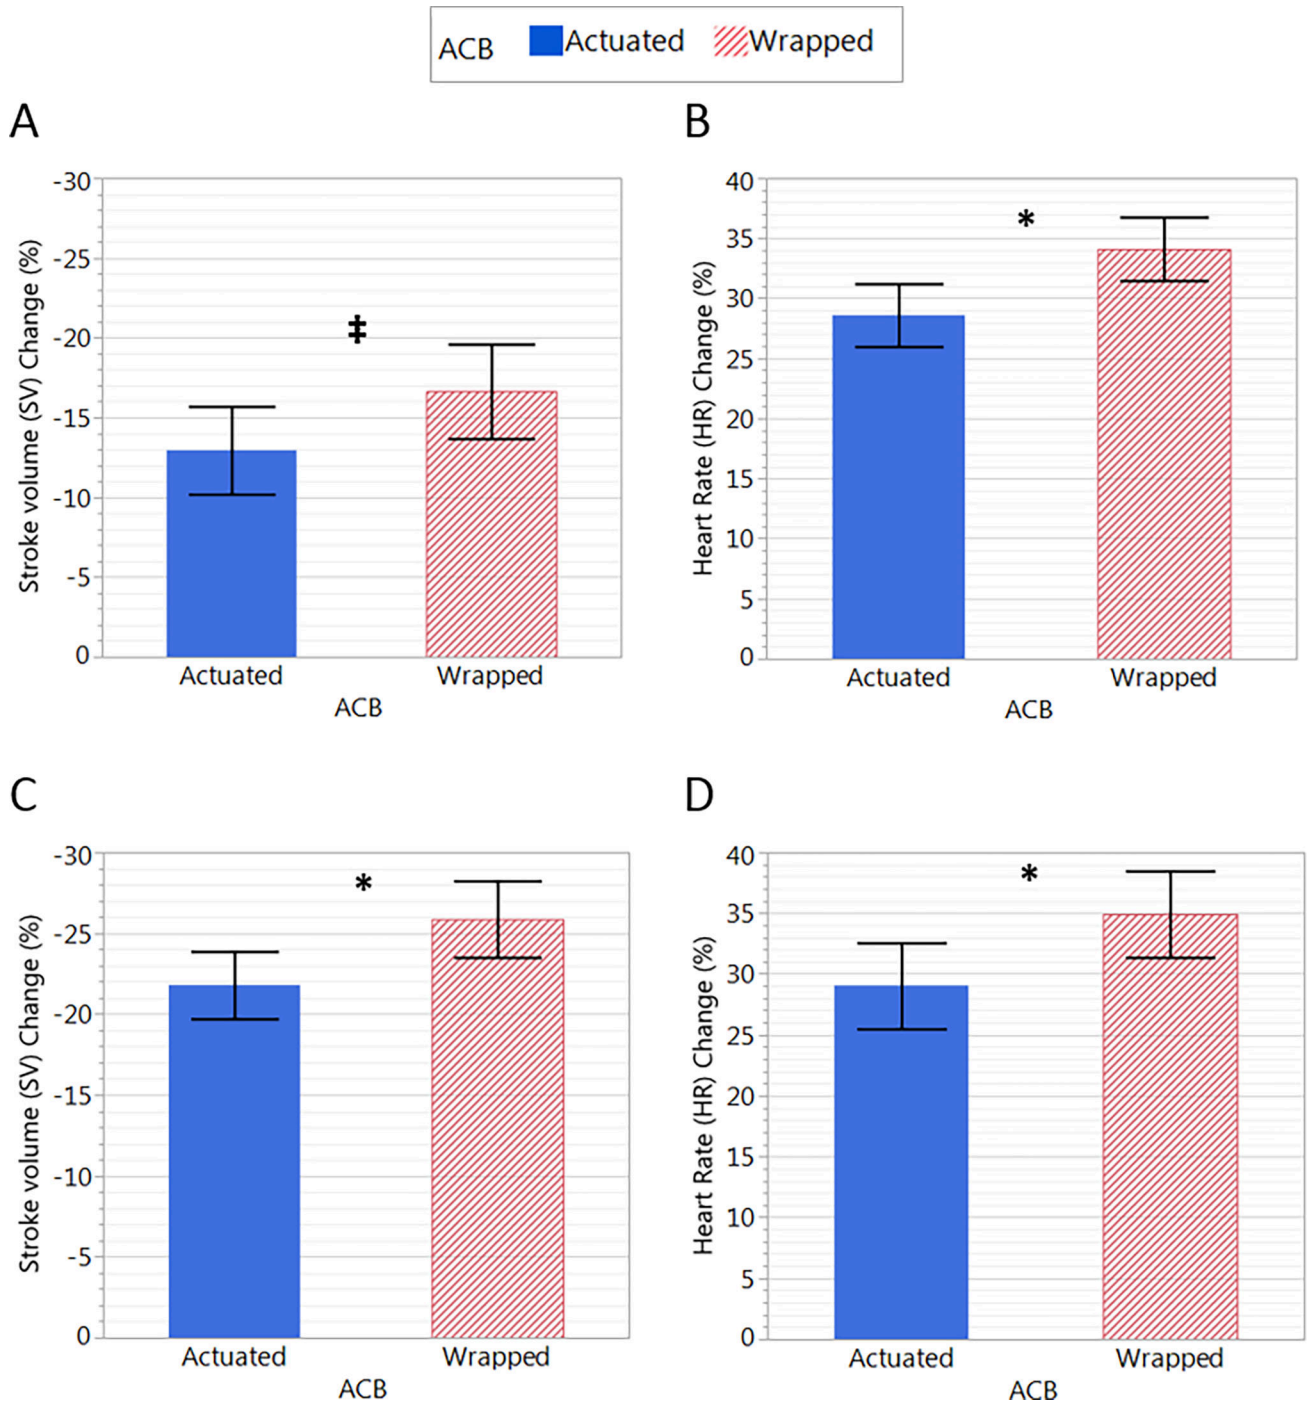 ACB Actuated Wrapped
A
-30
-25
-20
-15
-10
-5
0
Stroke volume (SV) Change (%)
‡
Actuated Wrapped
ACB
B
40
35
30
25
20
15
10
5
0
Heart Rate (HR) Change (%)
*
Actuated Wrapped
ACB
C
-30
-25
-20
-15
-10
-5
0
Stroke volume (SV) Change (%)
*
Actuated Wrapped
ACB
D
40
35
30
25
20
15
10
5
0
Heart Rate (HR) Change (%)
*
Actuated Wrapped
ACB